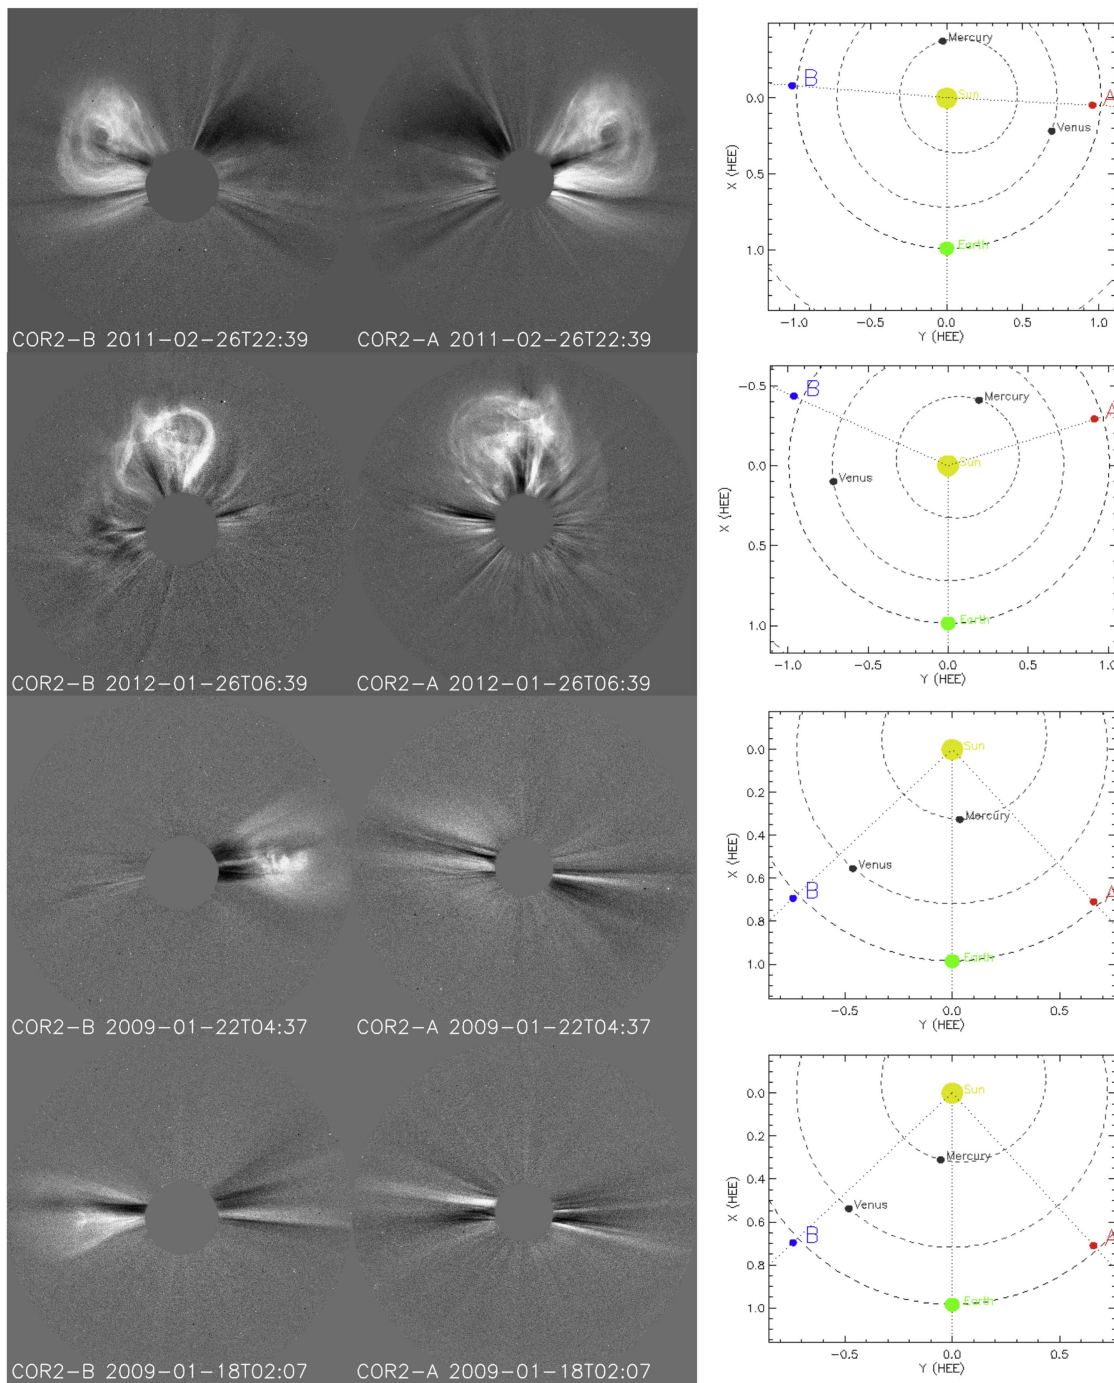 Mercury
B
0.0
Sun
A
Venus
0.5
X (HEE)
1.0
Earth
−1.0 −0.5 0.0 0.5 1.0
Y (HEE)
COR2-B 2011-02-26T22:39 COR2-A 2011-02-26T22:39
−0.5
B
Mercury
A
0.0
Sun
Venus
X (HEE)
0.5
1.0
Earth
−1.0 −0.5 0.0 0.5 1.0
Y (HEE)
COR2-B 2012-01-26T06:39 COR2-A 2012-01-26T06:39
0.0
Sun
0.2
Mercury
0.4
X (HEE)
Venus
0.6
B
A
0.8
1.0
Earth
−0.5 0.0 0.5
Y (HEE)
COR2-B 2009-01-22T04:37 COR2-A 2009-01-22T04:37
0.0
Sun
0.2
Mercury
0.4
X (HEE)
Venus
0.6
B
A
0.8
1.0
Earth
−0.5 0.0 0.5
Y (HEE)
COR2-B 2009-01-18T02:07 COR2-A 2009-01-18T02:07